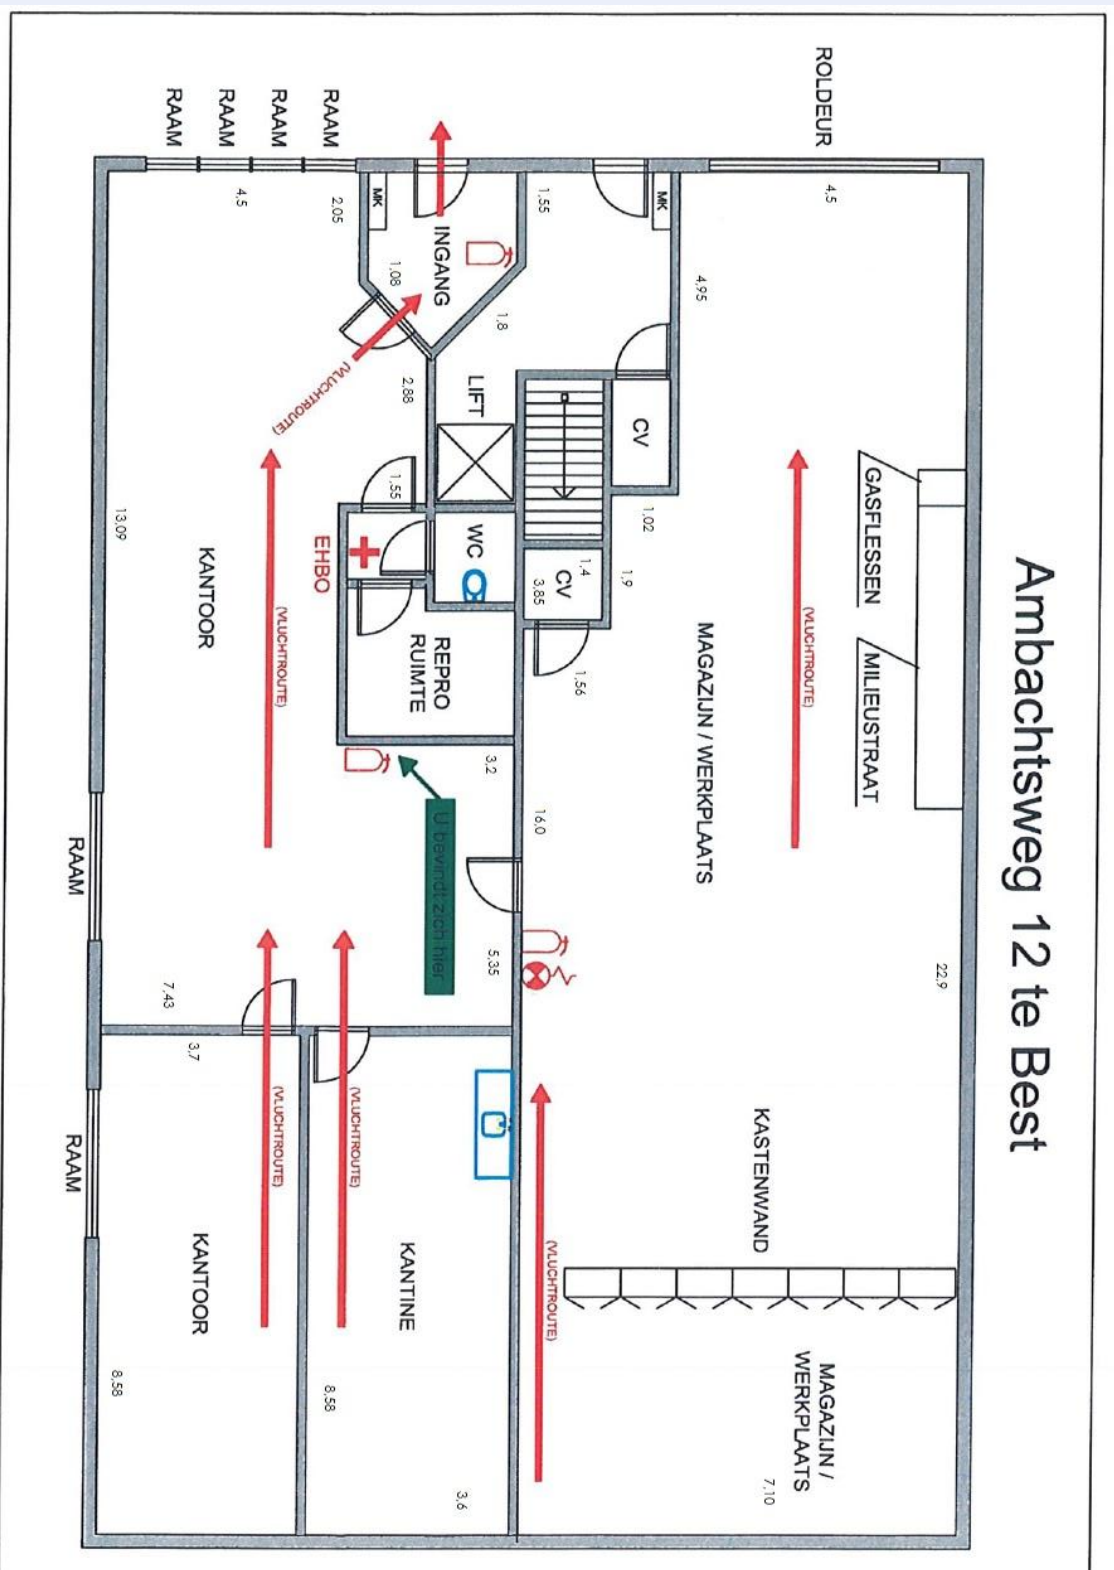 Ambachtsweg 12 te Best
ROLDEUR
RAAM
RAAM
RAAM
RAAM
4,5
22,9
GASFLESSEN
MILIEUSTRAAT
(VLUCHTROUTE)
KASTENWAND
MAGAZIJN /
WERKPLAATS
7,10
4,95
MAGAZIJN / WERKPLAATS
MK
CV
1,02
1,9
1,4
CV
3,85
1,56
16,0
(VLUCHTROUTE)
1,55
1,8
LIFT
WC
INGANG
MK
1,08
2,05
4,5
2,88
1,55
(VLUCHTROUTE)
EHBO
REPRO
RUIMTE
3,2
U bevindt zich hier
5,35
(VLUCHTROUTE)
KANTOOR
13,09
7,43
3,7
(VLUCHTROUTE)
KANTINE
8,58
3,6
(VLUCHTROUTE)
KANTOOR
8,58
RAAM
RAAM